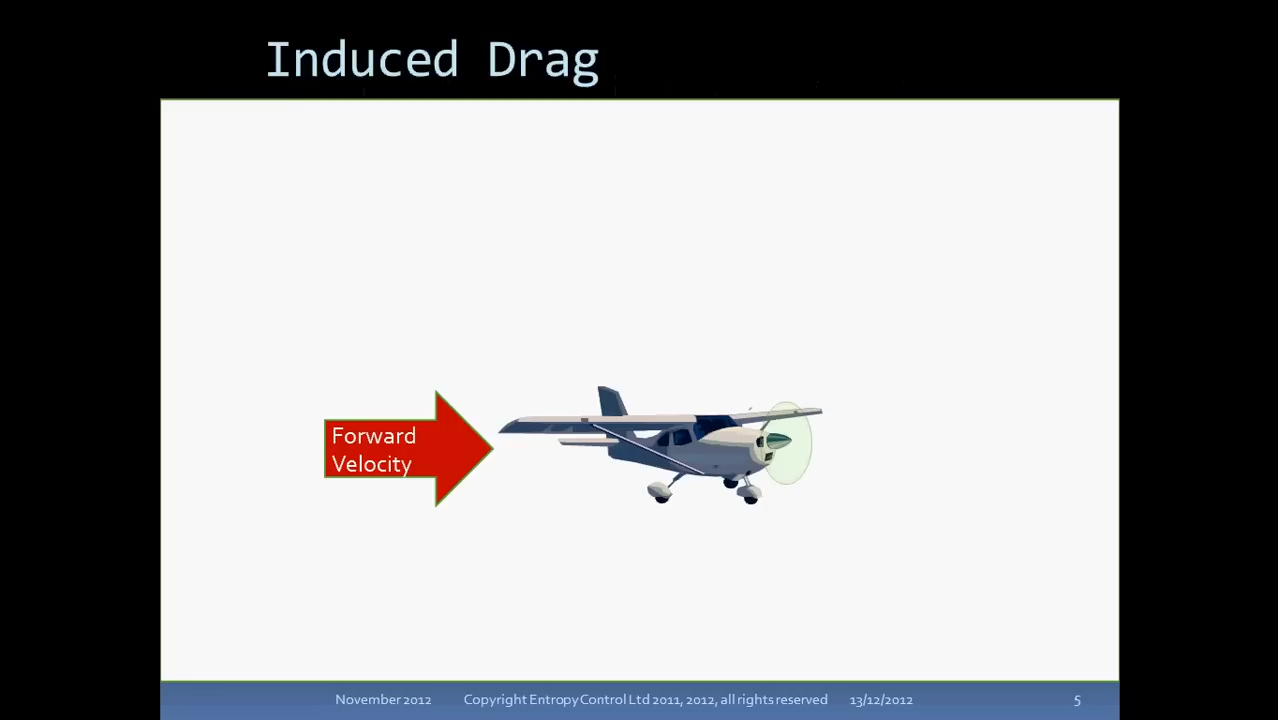 Induced Drag
Forward
Velocity
November 2012 Copyright Entropy Control Ltd 2011, 2012, all rights reserved 13/12/2012 5